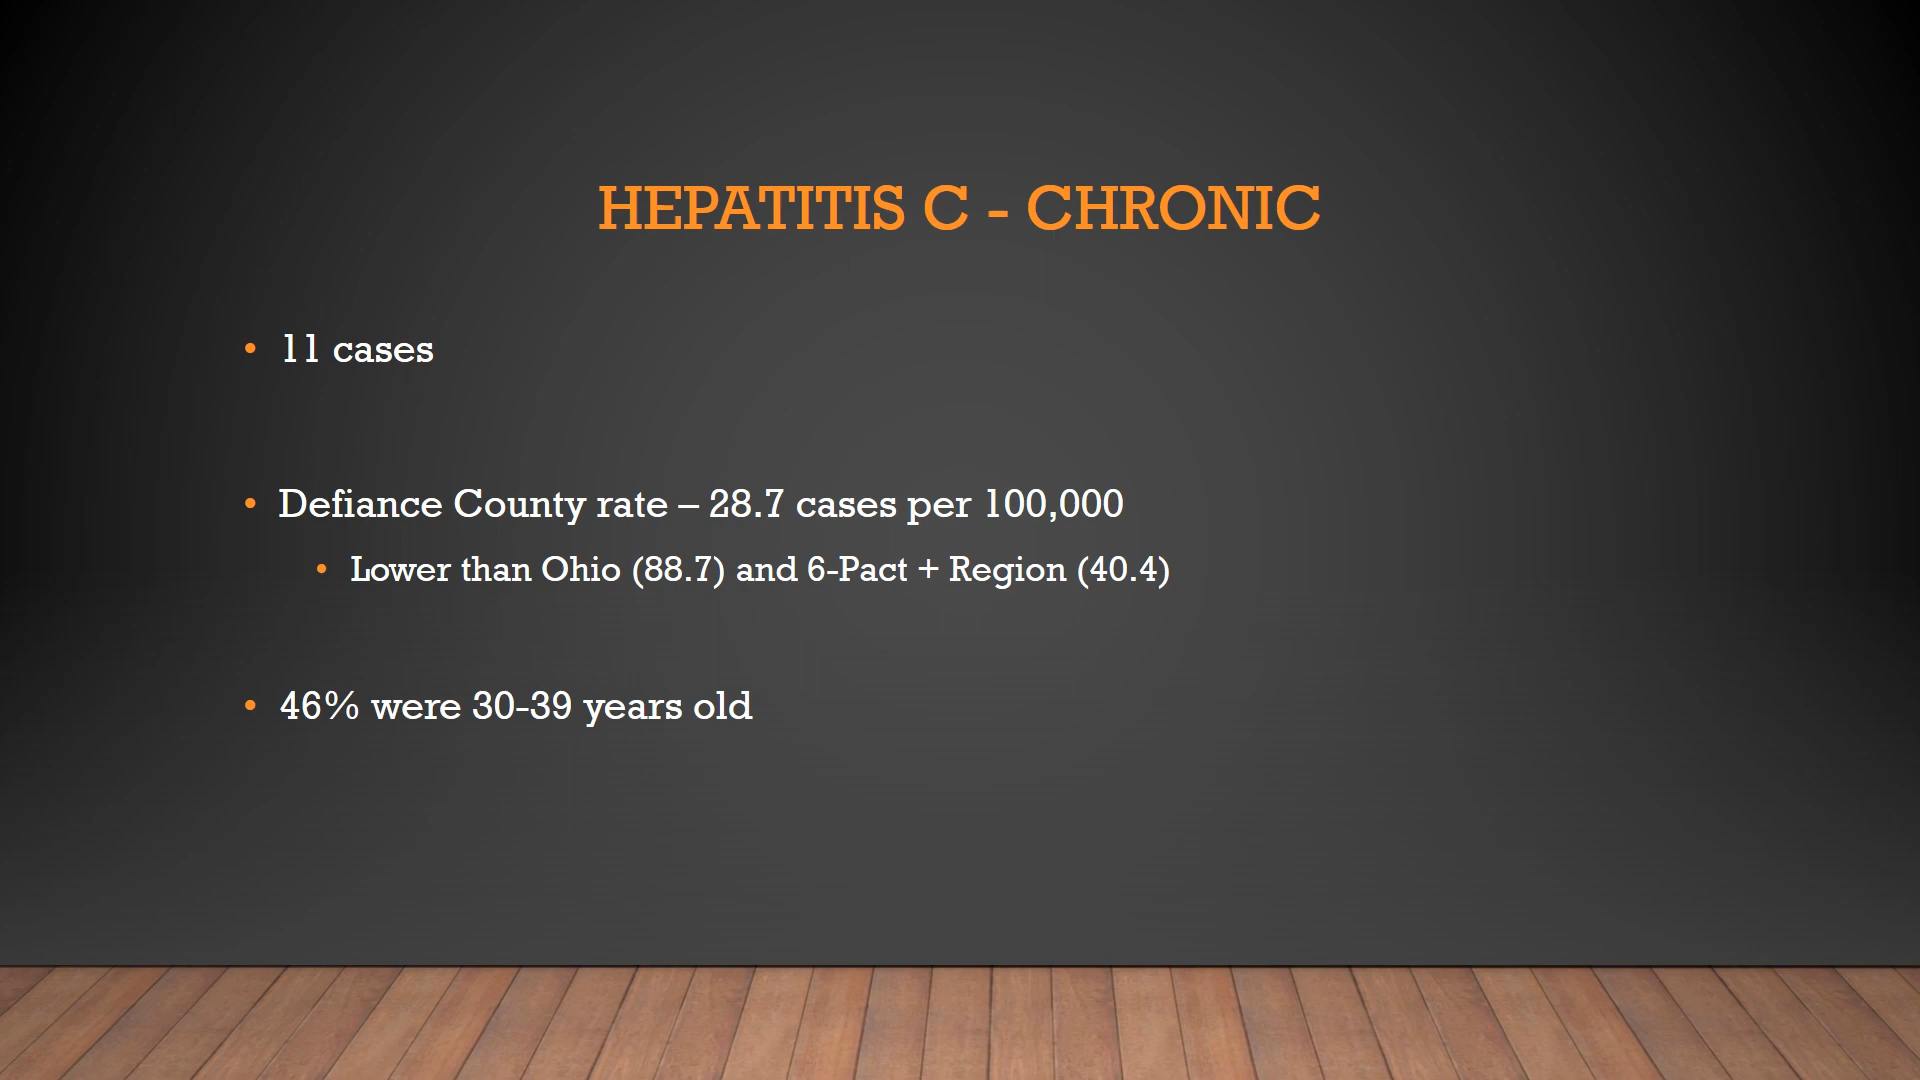 HEPATITIS C - CHRONIC
• 11 cases
• Defiance County rate – 28.7 cases per 100,000
• Lower than Ohio (88.7) and 6-Pact + Region (40.4)
• 46% were 30-39 years old